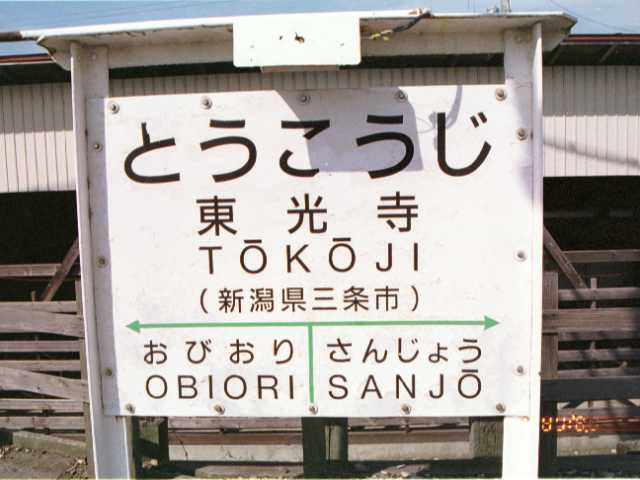 とうこうじ
東光寺
TŌKŌJI
(新潟県三条市)
おびおり さんじょう
OBIORI SANJŌ